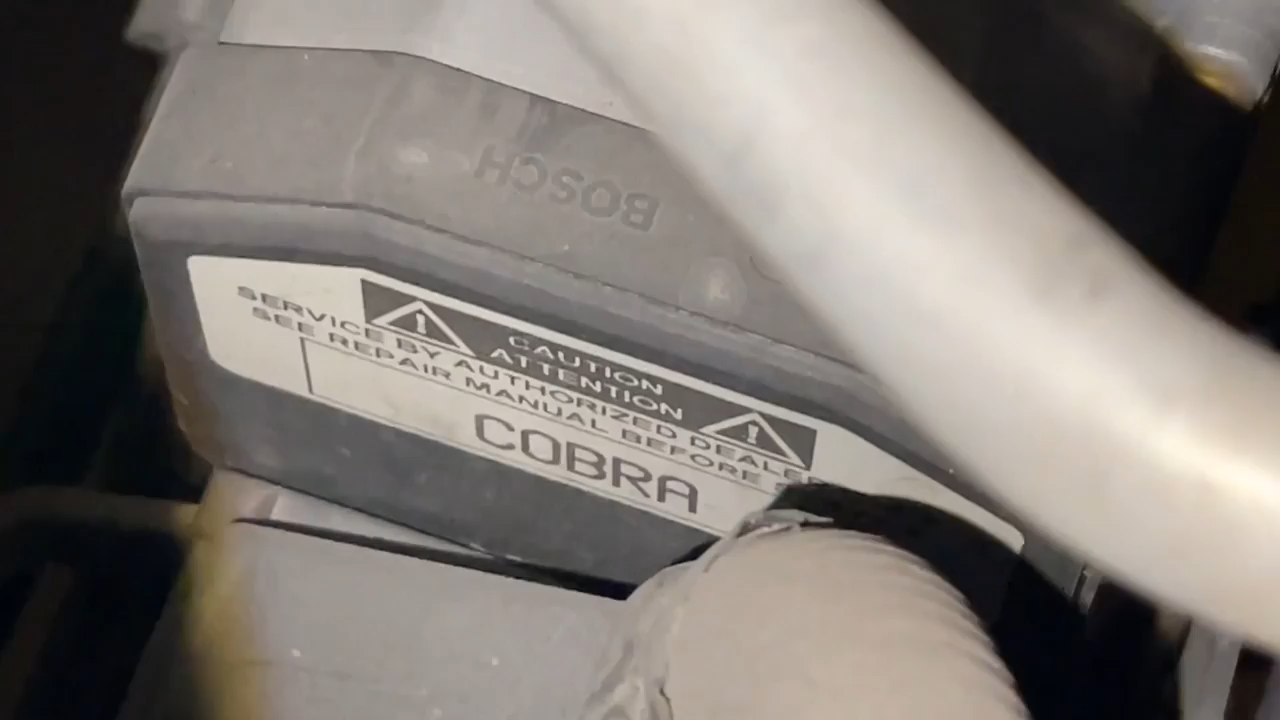 BOSCH
CAUTION
ATTENTION
SERVICE BY AUTHORIZED DEALER
SEE REPAIR MANUAL BEFORE
COBRA